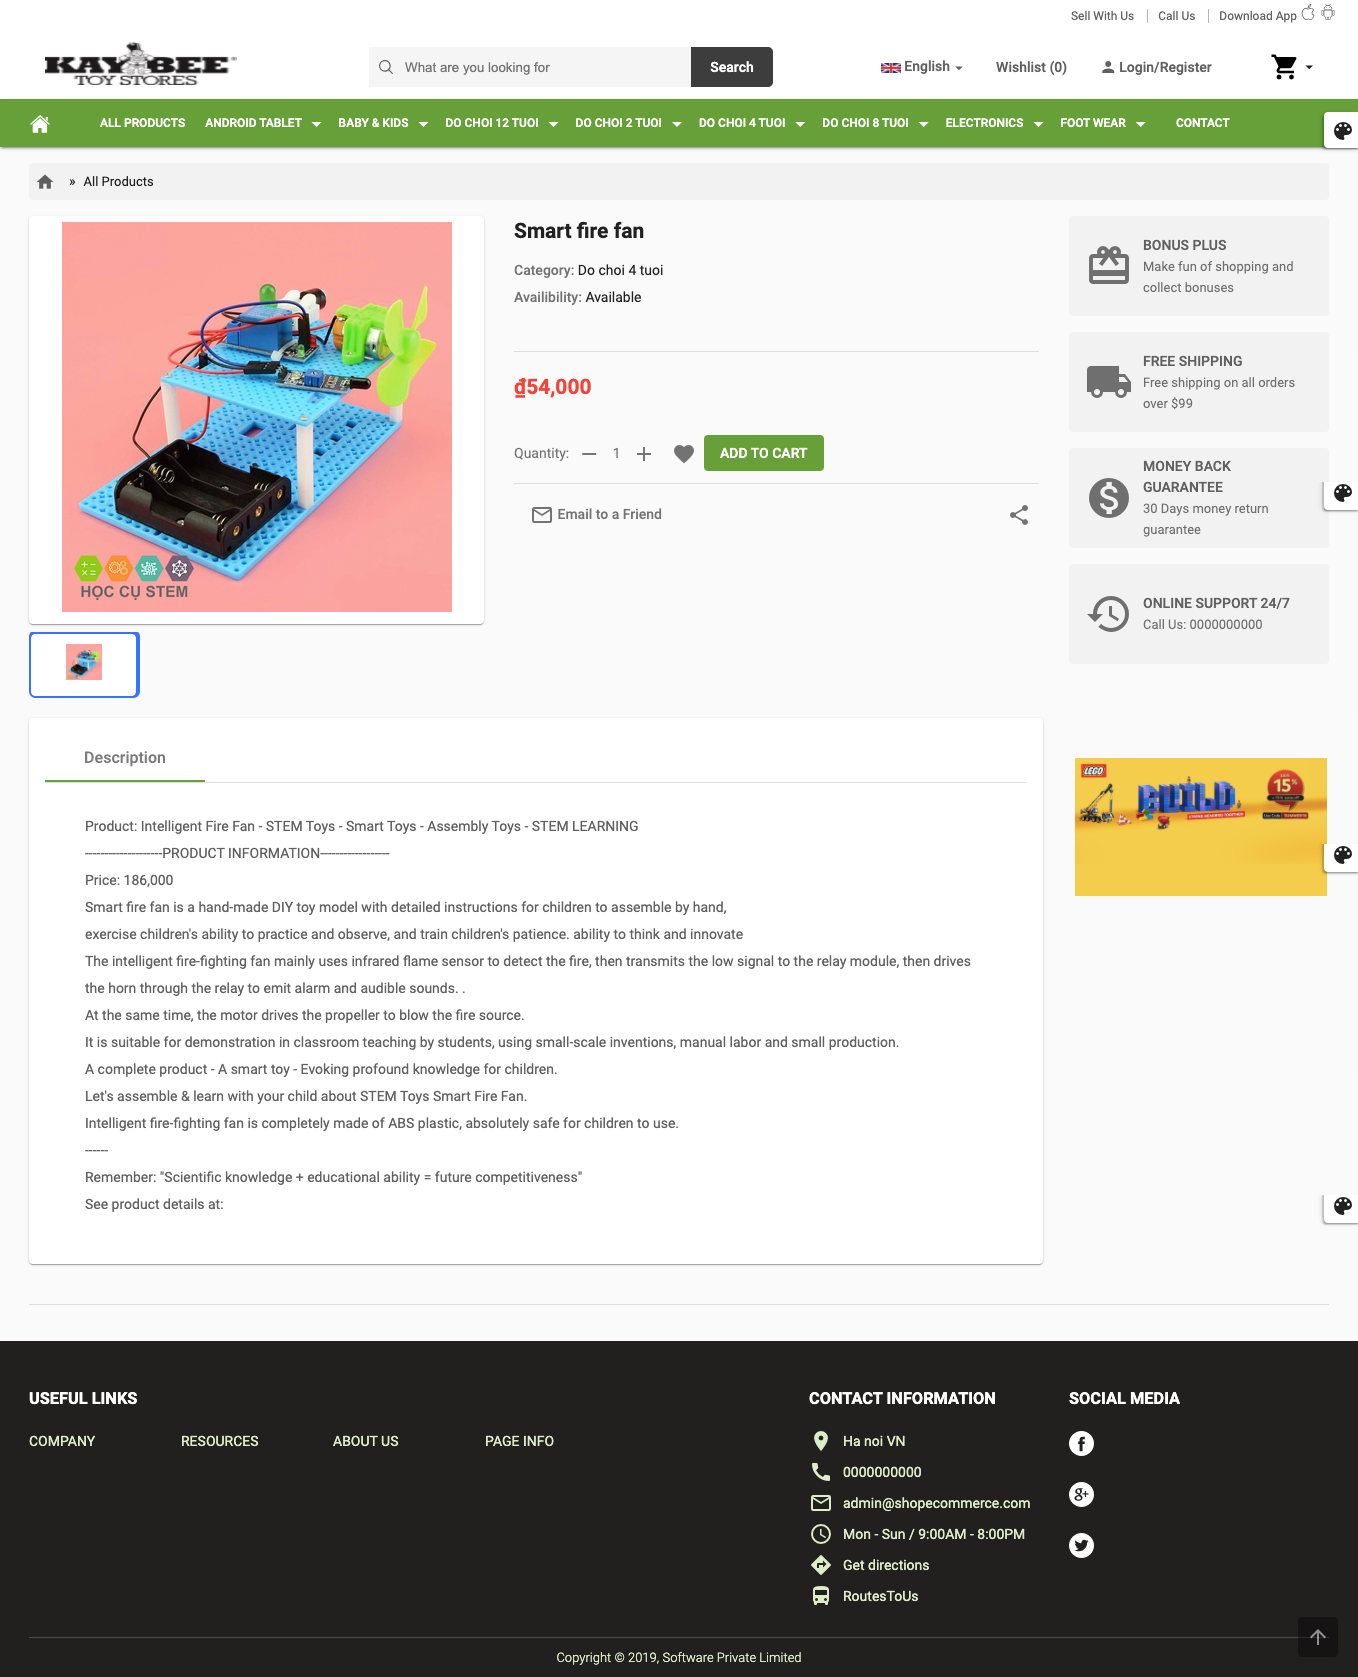 Sell With Us
Call Us
Download App
KAY BEE
TOY STORES
What are you looking for
Search
English
Wishlist (0)
Login/Register
ALL PRODUCTS
ANDROID TABLET
BABY & KIDS
DO CHOI 12 TUOI
DO CHOI 2 TUOI
DO CHOI 4 TUOI
DO CHOI 8 TUOI
ELECTRONICS
FOOT WEAR
CONTACT
» All Products
HỌC CỤ STEM
Smart fire fan
Category: Do choi 4 tuoi
Availibility: Available
₫54,000
Quantity: 1
ADD TO CART
Email to a Friend
BONUS PLUS
Make fun of shopping and
collect bonuses
FREE SHIPPING
Free shipping on all orders
over $99
MONEY BACK
GUARANTEE
30 Days money return
guarantee
ONLINE SUPPORT 24/7
Call Us: 0000000000
Description
Product: Intelligent Fire Fan - STEM Toys - Smart Toys - Assembly Toys - STEM LEARNING
--------------------PRODUCT INFORMATION------------------
Price: 186,000
Smart fire fan is a hand-made DIY toy model with detailed instructions for children to assemble by hand,
exercise children's ability to practice and observe, and train children's patience. ability to think and innovate
The intelligent fire-fighting fan mainly uses infrared flame sensor to detect the fire, then transmits the low signal to the relay module, then drives
the horn through the relay to emit alarm and audible sounds. .
At the same time, the motor drives the propeller to blow the fire source.
It is suitable for demonstration in classroom teaching by students, using small-scale inventions, manual labor and small production.
A complete product - A smart toy - Evoking profound knowledge for children.
Let's assemble & learn with your child about STEM Toys Smart Fire Fan.
Intelligent fire-fighting fan is completely made of ABS plastic, absolutely safe for children to use.
------
Remember: "Scientific knowledge + educational ability = future competitiveness"
See product details at:
LEGO
BUILD
15%
USEFUL LINKS
COMPANY
RESOURCES
ABOUT US
PAGE INFO
CONTACT INFORMATION
Ha noi VN
0000000000
admin@shopecommerce.com
Mon - Sun / 9:00AM - 8:00PM
Get directions
RoutesToUs
SOCIAL MEDIA
Copyright © 2019, Software Private Limited